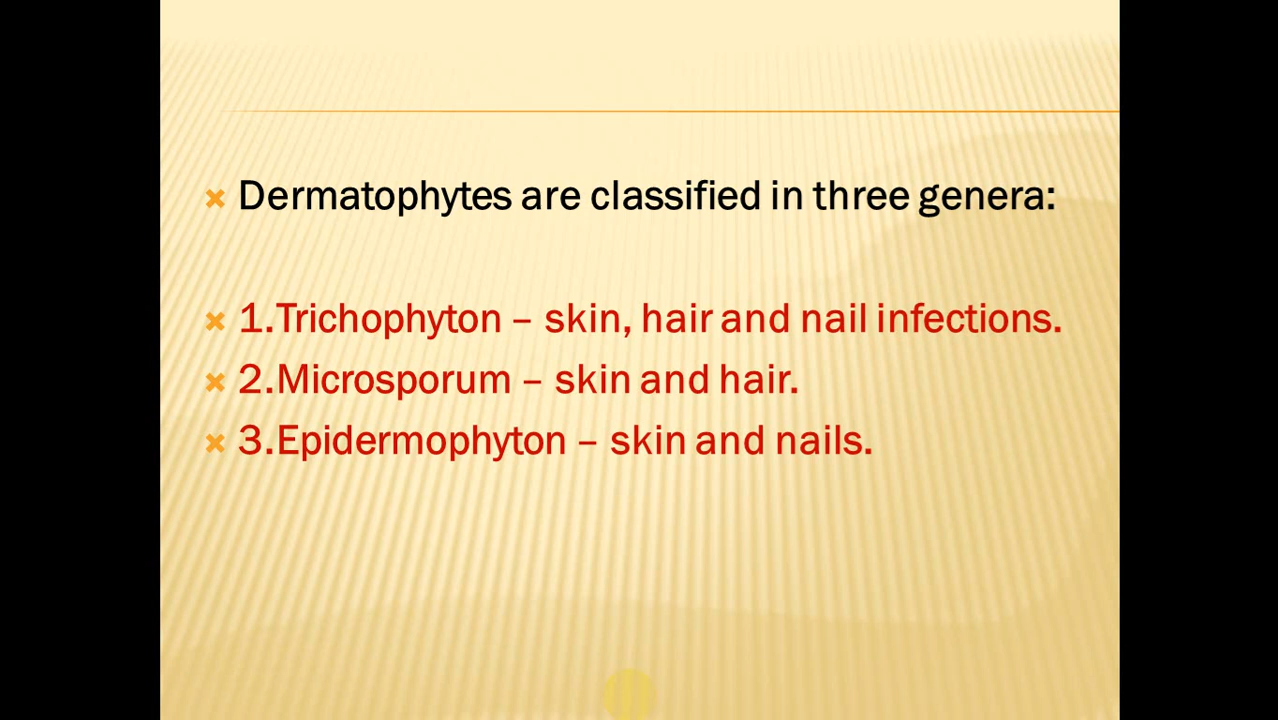 Dermatophytes are classified in three genera:
1.Trichophyton – skin, hair and nail infections.
2.Microsporum – skin and hair.
3.Epidermophyton – skin and nails.